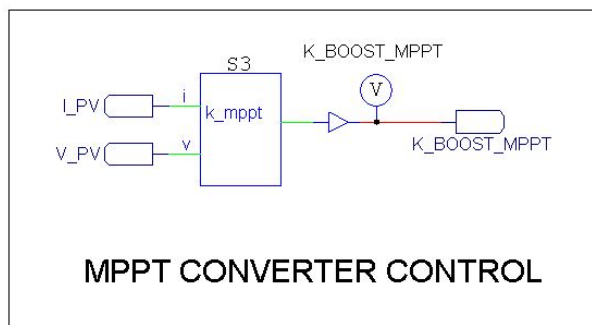 K_BOOST_MPPT
S3
V
I_PV
i
k_mppt
V_PV
v
K_BOOST_MPPT
MPPT CONVERTER CONTROL